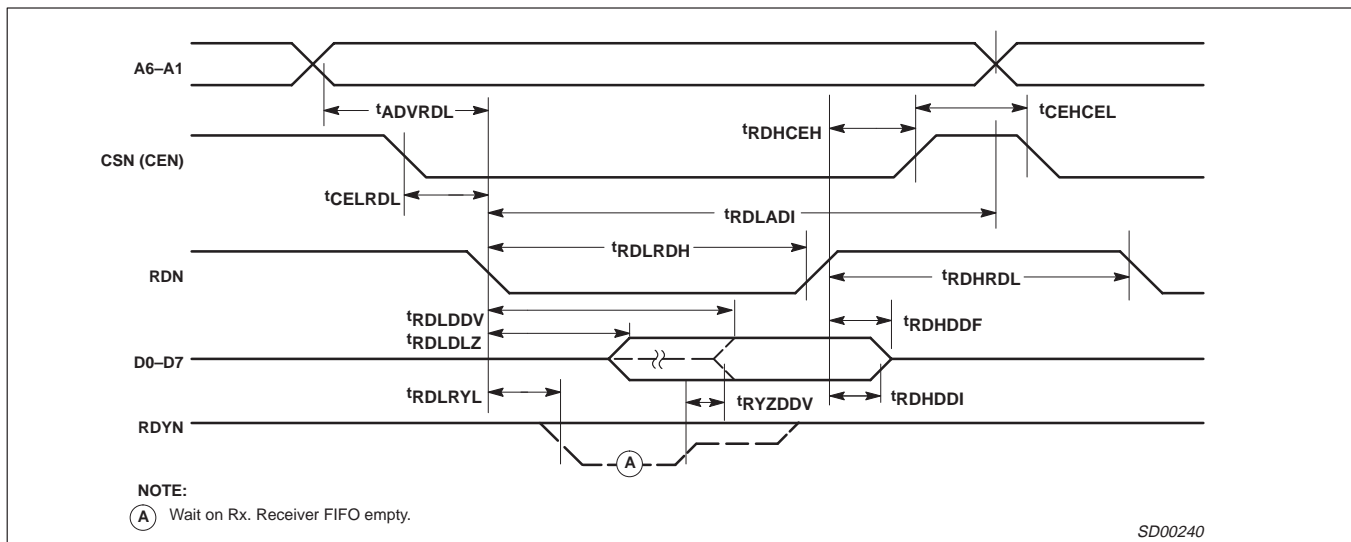 A6–A1
tADVRDL
tCEHCEL
tRDHCEH
CSN (CEN)
tCELRDL
tRDLADI
tRDLRDH
RDN
tRDHRDL
tRDLDDV
tRDHDDF
tRDLDLZ
D0–D7
tRDLRYL
tRYZDDV
tRDHDDI
RDYN
A
NOTE:
A Wait on Rx. Receiver FIFO empty.
SD00240